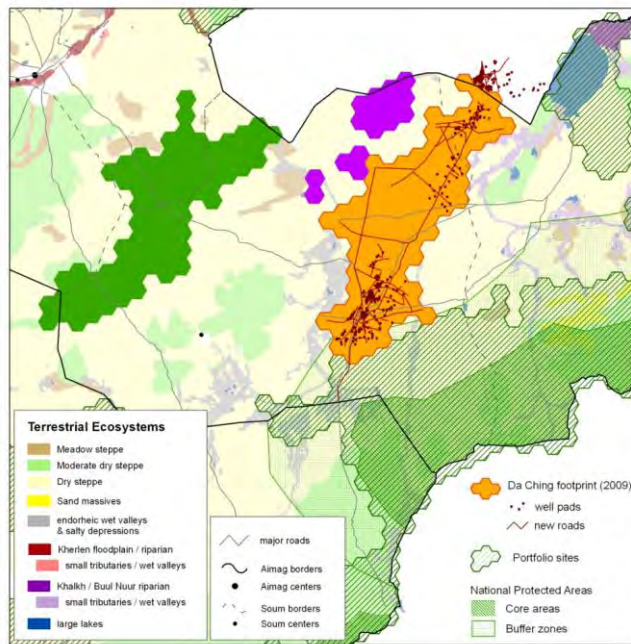 Terrestrial Ecosystems
Meadow steppe
Moderate dry steppe
Dry steppe
Sand massives
endorheic wet valleys
& salty depressions
Kherlen floodplain / riparian
small tributaries / wet valleys
Khalkh / Buul Nuur riparian
small tributaries / wet valleys
large lakes
major roads
Aimag borders
Aimag centers
Soum borders
Soum centers
Da Ching footprint (2009)
well pads
new roads
Portfolio sites
National Protected Areas
Core areas
Buffer zones